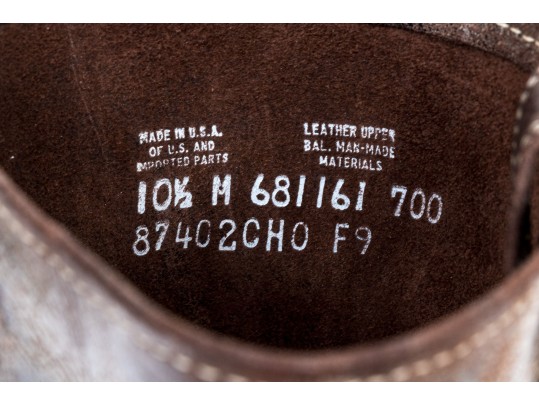 MADE IN U.S.A.
OF U.S. AND
IMPORTED PARTS
LEATHER UPPER
BAL. MAN-MADE
MATERIALS
10½ M 681161 700
87402CHO F9